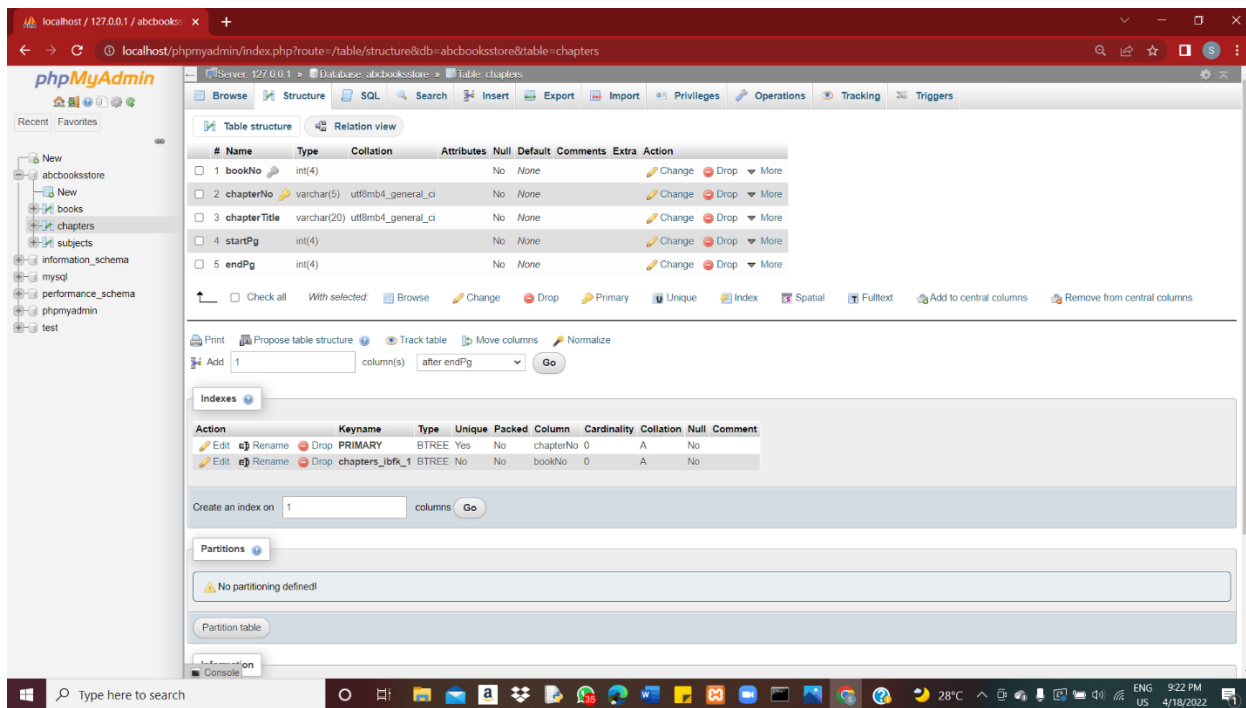 localhost / 127.0.0.1 / abcbookss
localhost/phpmyadmin/index.php?route=/table/structure&db=abcbooksstore&table=chapters
S
phpMyAdmin
Recent Favorites
New
abcbooksstore
New
books
chapters
subjects
information_schema
mysql
performance_schema
phpmyadmin
test
Server: 127.0.0.1 » Database: abcbooksstore » Table: chapters
Browse Structure SQL Search Insert Export Import Privileges Operations Tracking Triggers
Table structure Relation view
# Name Type Collation Attributes Null Default Comments Extra Action
1 bookNo int(4) No None Change Drop More
2 chapterNo varchar(5) utf8mb4_general_ci No None Change Drop More
3 chapterTitle varchar(20) utf8mb4_general_ci No None Change Drop More
4 startPg int(4) No None Change Drop More
5 endPg int(4) No None Change Drop More
Check all With selected: Browse Change Drop Primary Unique Index Spatial Fulltext Add to central columns Remove from central columns
Print Propose table structure Track table Move columns Normalize
Add 1 column(s) after endPg Go
Indexes
Action Keyname Type Unique Packed Column Cardinality Collation Null Comment
Edit Rename Drop PRIMARY BTREE Yes No chapterNo 0 A No
Edit Rename Drop chapters_ibfk_1 BTREE No No bookNo 0 A No
Create an index on 1 columns Go
Partitions
No partitioning defined!
Partition table
Information
Console
Type here to search
35
28°C
ENG
US
9:22 PM
4/18/2022
1